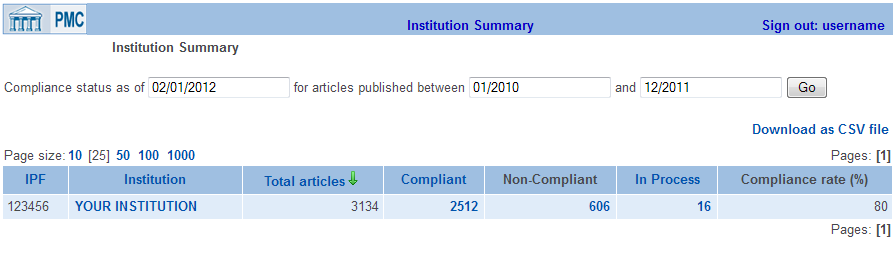 PMC Institution Summary Sign out: username
Institution Summary
Compliance status as of 02/01/2012 for articles published between 01/2010 and 12/2011 Go
Download as CSV file
Page size: 10 [25] 50 100 1000 Pages: [1]
IPF Institution Total articles Compliant Non-Compliant In Process Compliance rate (%)
123456 YOUR INSTITUTION 3134 2512 606 16 80
Pages: [1]